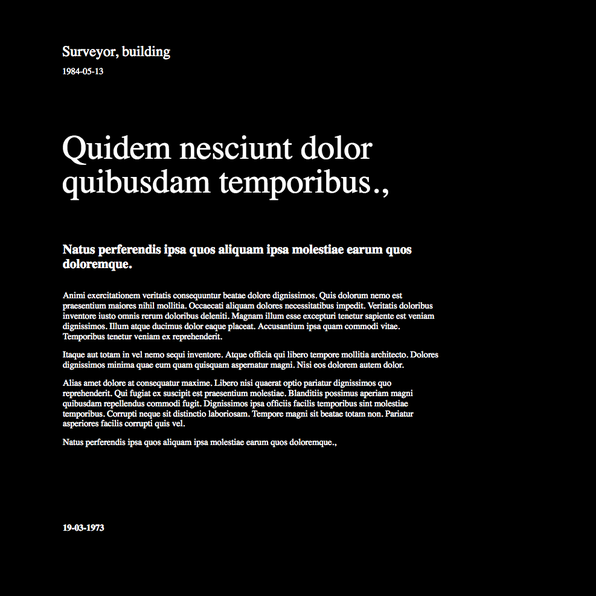 Surveyor, building
1984-05-13
Quidem nesciunt dolor
quibusdam temporibus.,
Natus perferendis ipsa quos aliquam ipsa molestiae earum quos
doloremque.
Animi exercitationem veritatis consequuntur beatae dolore dignissimos. Quis dolorum nemo est
praesentium maiores nihil mollitia. Occaecati aliquam dolores necessitatibus impedit. Veritatis doloribus
inventore iusto omnis rerum doloribus deleniti. Magnam illum esse excepturi tenetur sapiente est veniam
dignissimos. Illum atque ducimus dolor eaque placeat. Accusantium ipsa quam commodi vitae.
Temporibus tenetur veniam ex reprehenderit.
Itaque aut totam in vel nemo sequi inventore. Atque officia qui libero tempore mollitia architecto. Dolores
dignissimos minima quae eum quam quisquam aspernatur magni. Nisi eos dolorem autem dolor.
Alias amet dolore at consequatur maxime. Libero nisi quaerat optio pariatur dignissimos quo
reprehenderit. Qui fugiat ex suscipit est praesentium molestiae. Blanditiis possimus aperiam magni
quibusdam repellendus commodi fugit. Dignissimos ipsa officiis facilis temporibus sint molestiae
temporibus. Corrupti neque sit distinctio laboriosam. Tempore magni sit beatae totam non. Pariatur
asperiores facilis corrupti quis vel.
Natus perferendis ipsa quos aliquam ipsa molestiae earum quos doloremque.,
19-03-1973